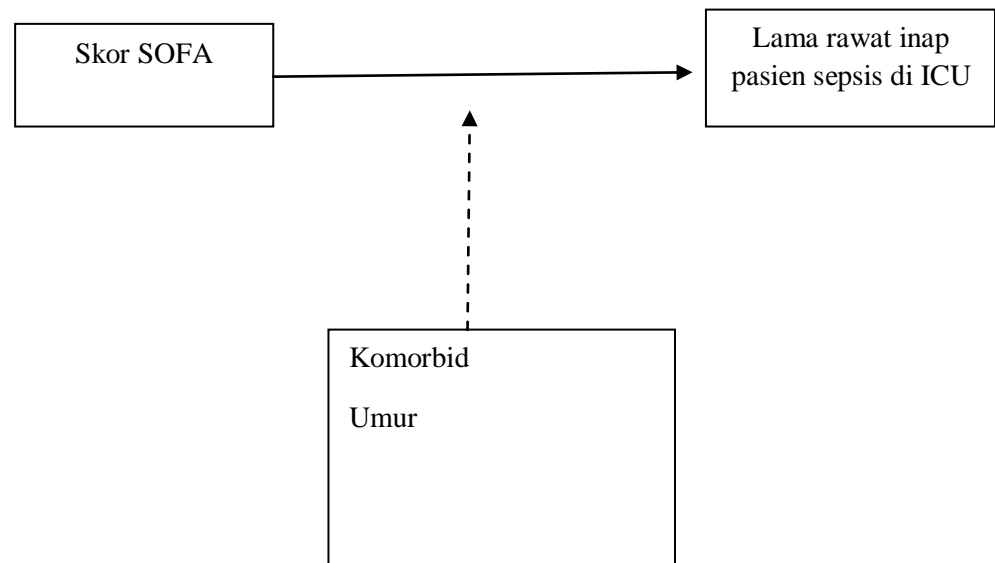 Skor SOFA
Lama rawat inap
pasien sepsis di ICU
Komorbid
Umur